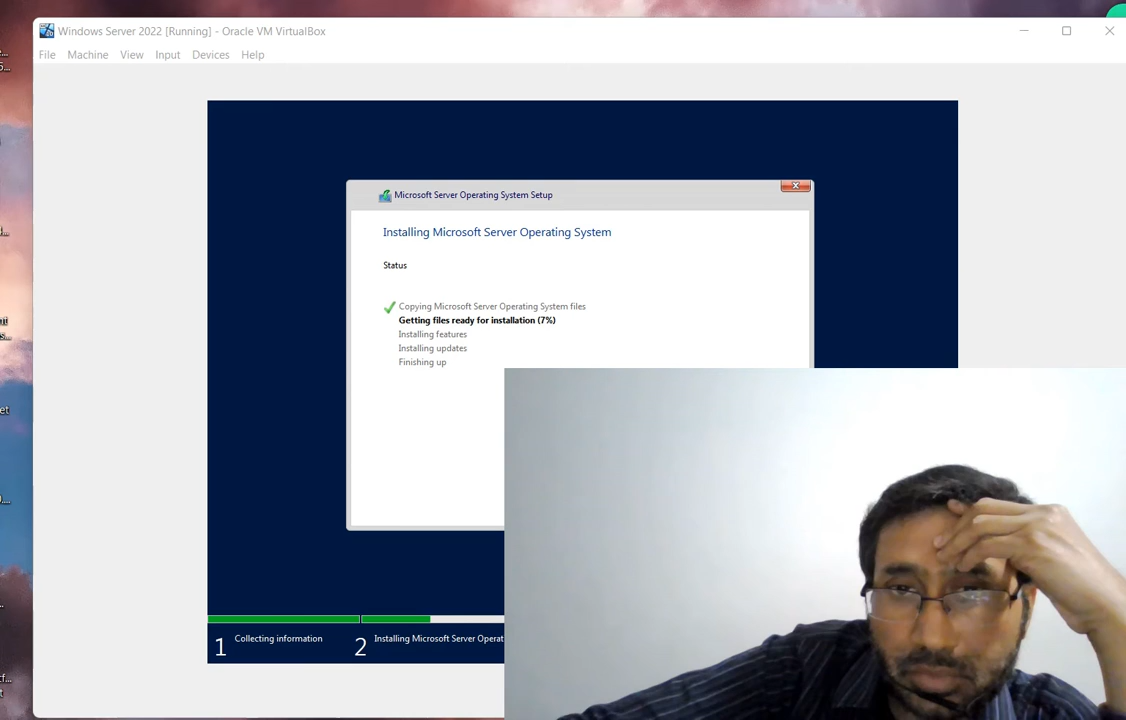 Windows Server 2022 [Running] - Oracle VM VirtualBox
File Machine View Input Devices Help
Microsoft Server Operating System Setup
Installing Microsoft Server Operating System
Status
Copying Microsoft Server Operating System files
Getting files ready for installation (7%)
Installing features
Installing updates
Finishing up
1 Collecting information
2 Installing Microsoft Server Operat